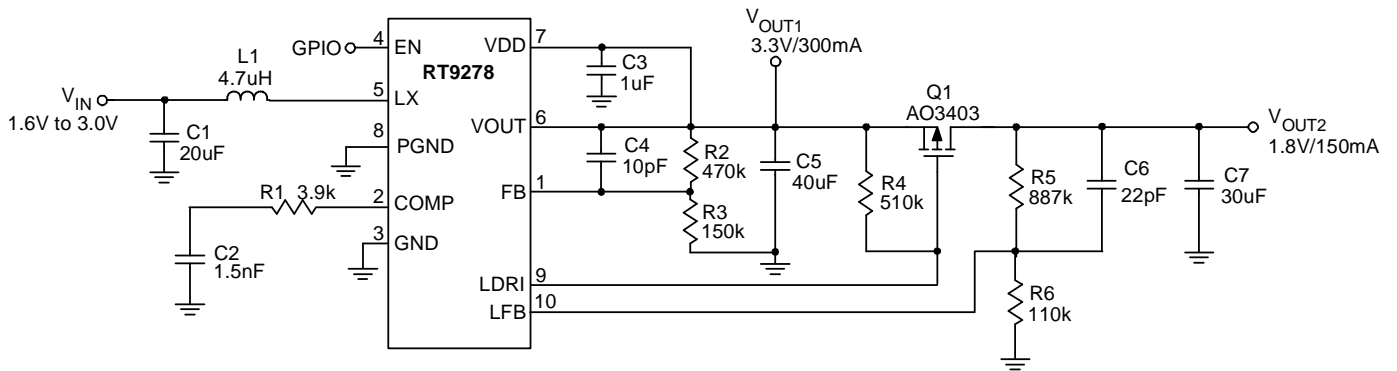 GPIO
4
EN
VDD
7
RT9278
L1
4.7uH
VIN
1.6V to 3.0V
C1
20uF
5
LX
8
PGND
R1 3.9k
2
COMP
3
GND
C2
1.5nF
C3
1uF
VOUT
6
C4
10pF
FB
1
R2
470k
R3
150k
VOUT1
3.3V/300mA
C5
40uF
R4
510k
Q1
AO3403
LDRI
9
LFB
10
R5
887k
C6
22pF
C7
30uF
R6
110k
VOUT2
1.8V/150mA